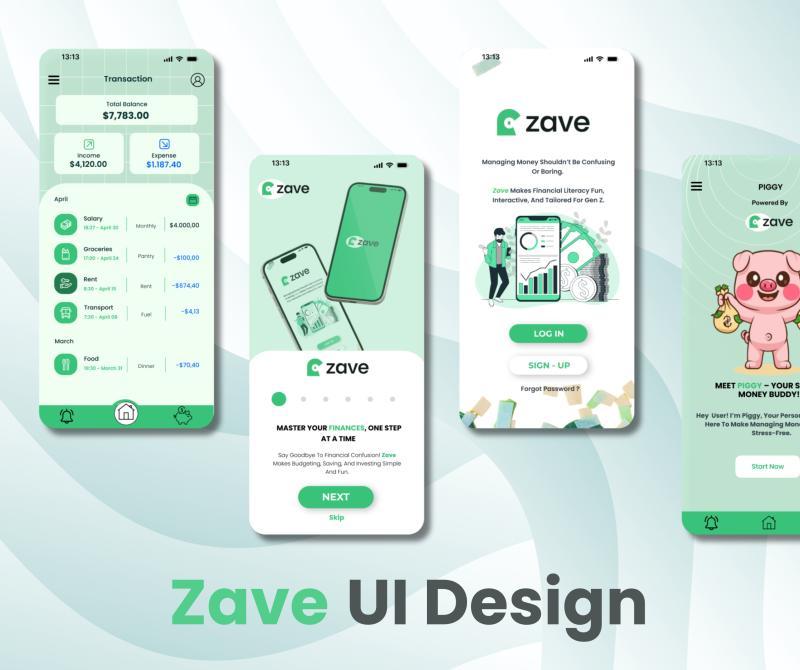 13:13
Transaction
Total Balance
$7,783.00
Income
$4,120.00
Expense
$1.187.40
April
Salary
18:27 - April 30
Monthly
$4.000,00
Groceries
17:00 - April 24
Pantry
-$100,00
Rent
8:30 - April 15
Rent
-$674,40
Transport
7:30 - April 08
Fuel
-$4,13
March
Food
19:30 - March 31
Dinner
-$70,40
13:13
zave
zave
zave
zave
MASTER YOUR FINANCES, ONE STEP
AT A TIME
Say Goodbye To Financial Confusion! Zave
Makes Budgeting, Saving, And Investing Simple
And Fun.
NEXT
Skip
13:13
zave
Managing Money Shouldn't Be Confusing
Or Boring.
Zave Makes Financial Literacy Fun,
Interactive, And Tailored For Gen Z.
LOG IN
SIGN - UP
Forgot Password ?
13:13
PIGGY
Powered By
zave
MEET PIGGY – YOUR S
MONEY BUDDY!
Hey User! I'm Piggy, Your Perso
Here To Make Managing Mon
Stress-Free.
Start Now
Zave UI Design